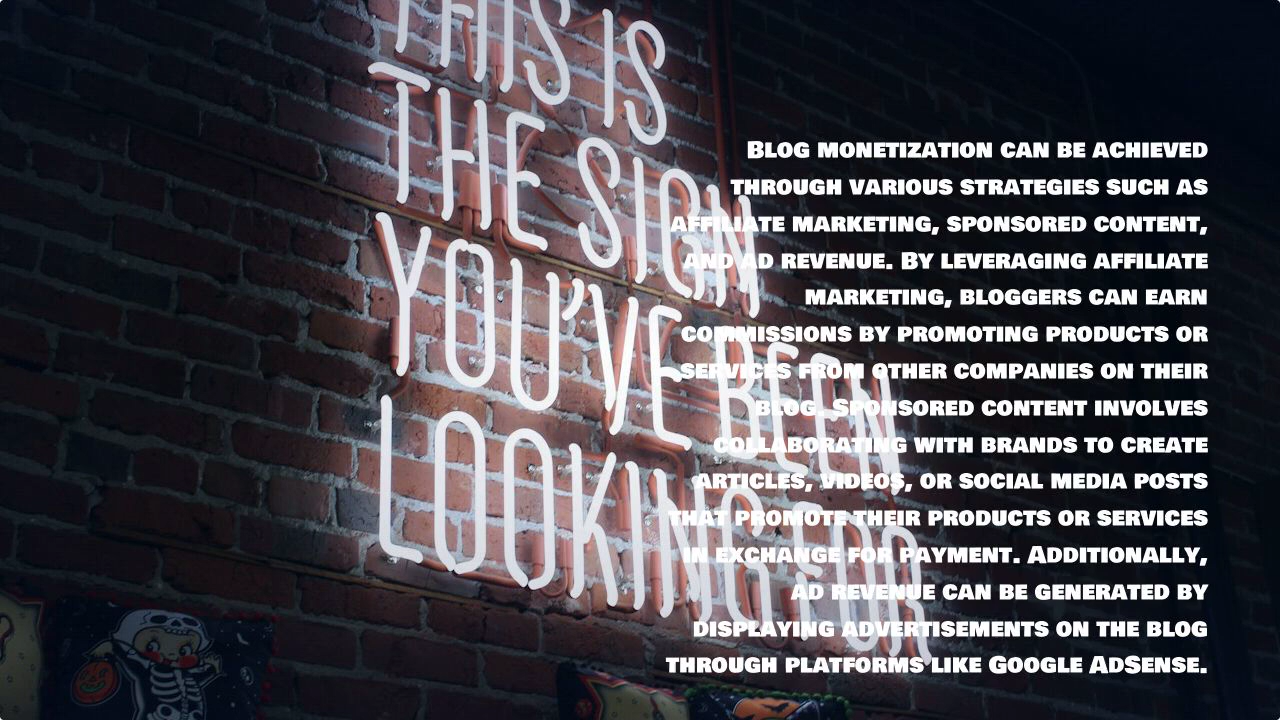 THIS IS
THE SIGN
YOU'VE BEEN
LOOKING FOR
Blog monetization can be achieved
through various strategies such as
affiliate marketing, sponsored content,
and ad revenue. By leveraging affiliate
marketing, bloggers can earn
commissions by promoting products or
services from other companies on their
blog. Sponsored content involves
collaborating with brands to create
articles, videos, or social media posts
that promote their products or services
in exchange for payment. Additionally,
ad revenue can be generated by
displaying advertisements on the blog
through platforms like Google AdSense.